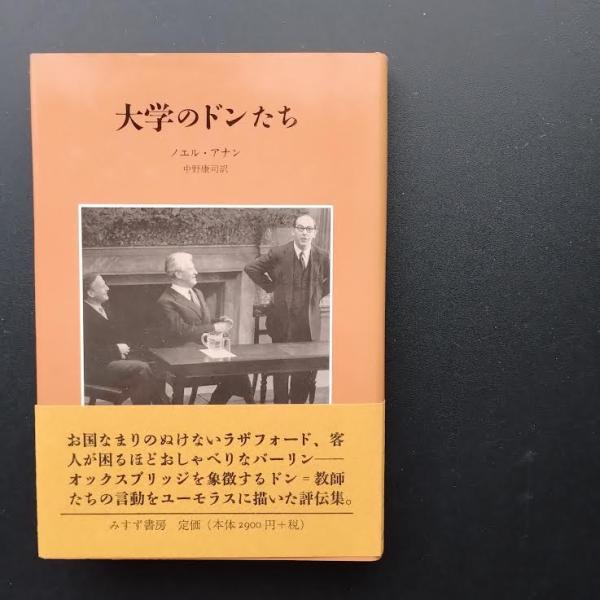 大学のドンたち
ノエル・アナン
中野康司訳
お国なまりのぬけないラザフォード、客
人が困るほどおしゃべりなバーリン――
オックスブリッジを象徴するドン=教師
たちの言動をユーモラスに描いた評伝集。
みすず書房 定価（本体2900円+税）